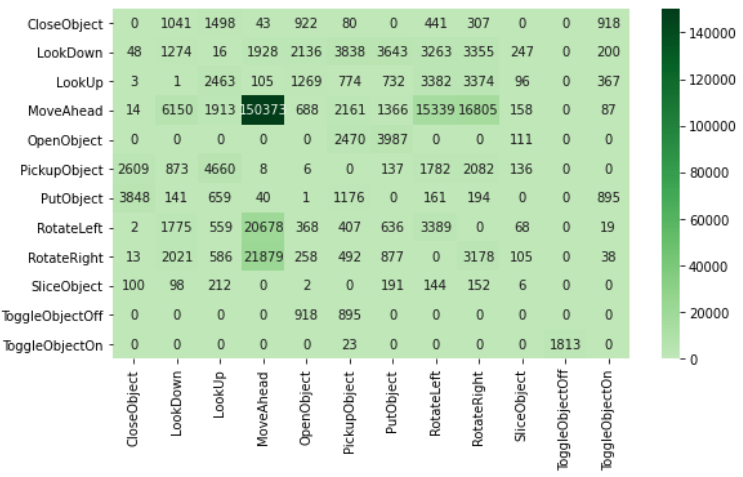 CloseObject 0 1041 1498 43 922 80 0 441 307 0 0 918
LookDown 48 1274 16 1928 2136 3838 3643 3263 3355 247 0 200
LookUp 3 1 2463 105 1269 774 732 3382 3374 96 0 367
MoveAhead 14 6150 1913 150373 688 2161 1366 15339 16805 158 0 87
OpenObject 0 0 0 0 0 2470 3987 0 0 111 0 0
PickupObject 2609 873 4660 8 6 0 137 1782 2082 136 0 0
PutObject 3848 141 659 40 1 1176 0 161 194 0 0 895
RotateLeft 2 1775 559 20678 368 407 636 3389 0 68 0 19
RotateRight 13 2021 586 21879 258 492 877 0 3178 105 0 38
SliceObject 100 98 212 0 2 0 191 144 152 6 0 0
ToggleObjectOff 0 0 0 0 918 895 0 0 0 0 0 0
ToggleObjectOn 0 0 0 0 0 23 0 0 0 0 1813 0
CloseObject
LookDown
LookUp
MoveAhead
OpenObject
PickupObject
PutObject
RotateLeft
RotateRight
SliceObject
ToggleObjectOff
ToggleObjectOn
140000
120000
100000
80000
60000
40000
20000
0